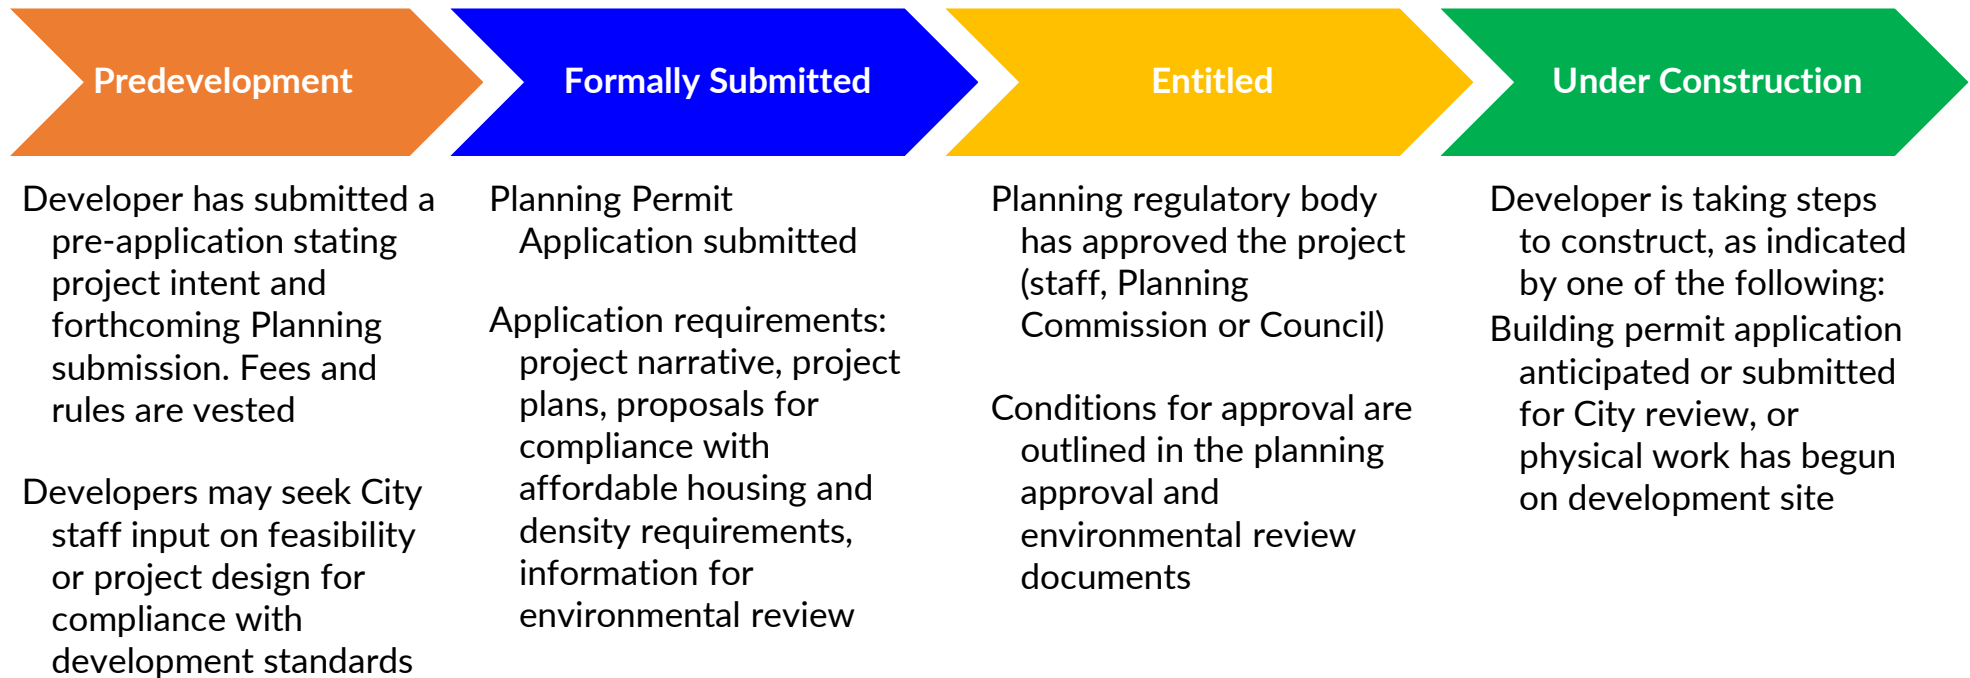 Predevelopment
Developer has submitted a
pre-application stating
project intent and
forthcoming Planning
submission. Fees and
rules are vested
Developers may seek City
staff input on feasibility
or project design for
compliance with
development standards
Formally Submitted
Planning Permit
Application submitted
Application requirements:
project narrative, project
plans, proposals for
compliance with
affordable housing and
density requirements,
information for
environmental review
Entitled
Planning regulatory body
has approved the project
(staff, Planning
Commission or Council)
Conditions for approval are
outlined in the planning
approval and
environmental review
documents
Under Construction
Developer is taking steps
to construct, as indicated
by one of the following:
Building permit application
anticipated or submitted
for City review, or
physical work has begun
on development site